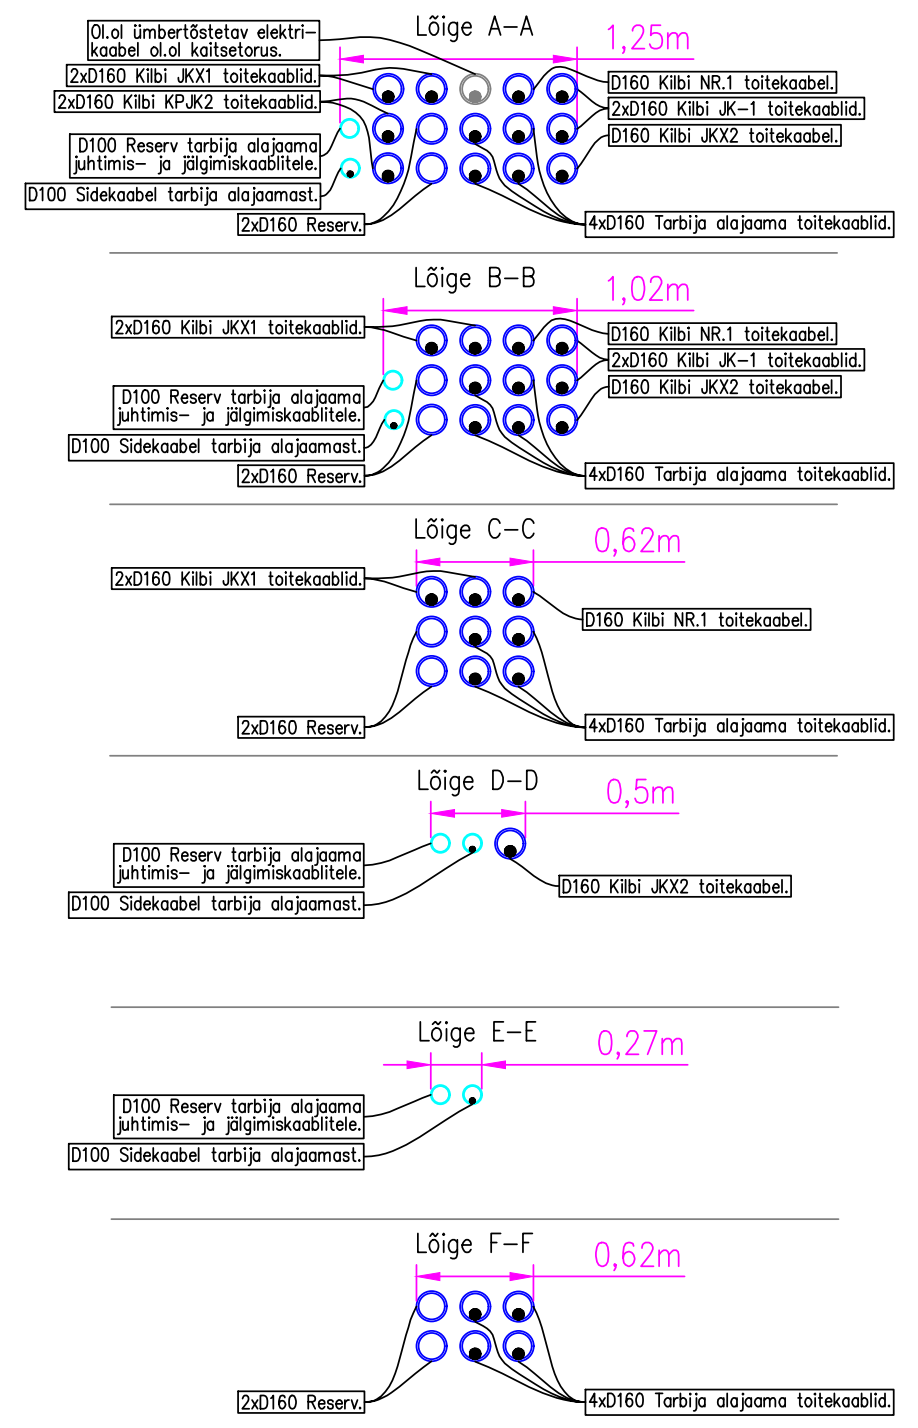 Lõige A-A
1,25m
Ol.ol ümbertõstetav elektri-
kaabel ol.ol kaitsetorus.
2xD160 Kilbi JKX1 toitekaablid.
2xD160 Kilbi KPJK2 toitekaablid.
D100 Reserv tarbija alajaama
juhtimis- ja jälgimiskaablitele.
D100 Sidekaabel tarbija alajaamast.
2xD160 Reserv.
D160 Kilbi NR.1 toitekaabel.
2xD160 Kilbi JK-1 toitekaablid.
D160 Kilbi JKX2 toitekaabel.
4xD160 Tarbija alajaama toitekaablid.
Lõige B-B
1,02m
2xD160 Kilbi JKX1 toitekaablid.
D100 Reserv tarbija alajaama
juhtimis- ja jälgimiskaablitele.
D100 Sidekaabel tarbija alajaamast.
2xD160 Reserv.
D160 Kilbi NR.1 toitekaabel.
2xD160 Kilbi JK-1 toitekaablid.
D160 Kilbi JKX2 toitekaabel.
4xD160 Tarbija alajaama toitekaablid.
Lõige C-C
0,62m
2xD160 Kilbi JKX1 toitekaablid.
D160 Kilbi NR.1 toitekaabel.
2xD160 Reserv.
4xD160 Tarbija alajaama toitekaablid.
Lõige D-D
0,5m
D100 Reserv tarbija alajaama
juhtimis- ja jälgimiskaablitele.
D100 Sidekaabel tarbija alajaamast.
D160 Kilbi JKX2 toitekaabel.
Lõige E-E
0,27m
D100 Reserv tarbija alajaama
juhtimis- ja jälgimiskaablitele.
D100 Sidekaabel tarbija alajaamast.
Lõige F-F
0,62m
2xD160 Reserv.
4xD160 Tarbija alajaama toitekaablid.